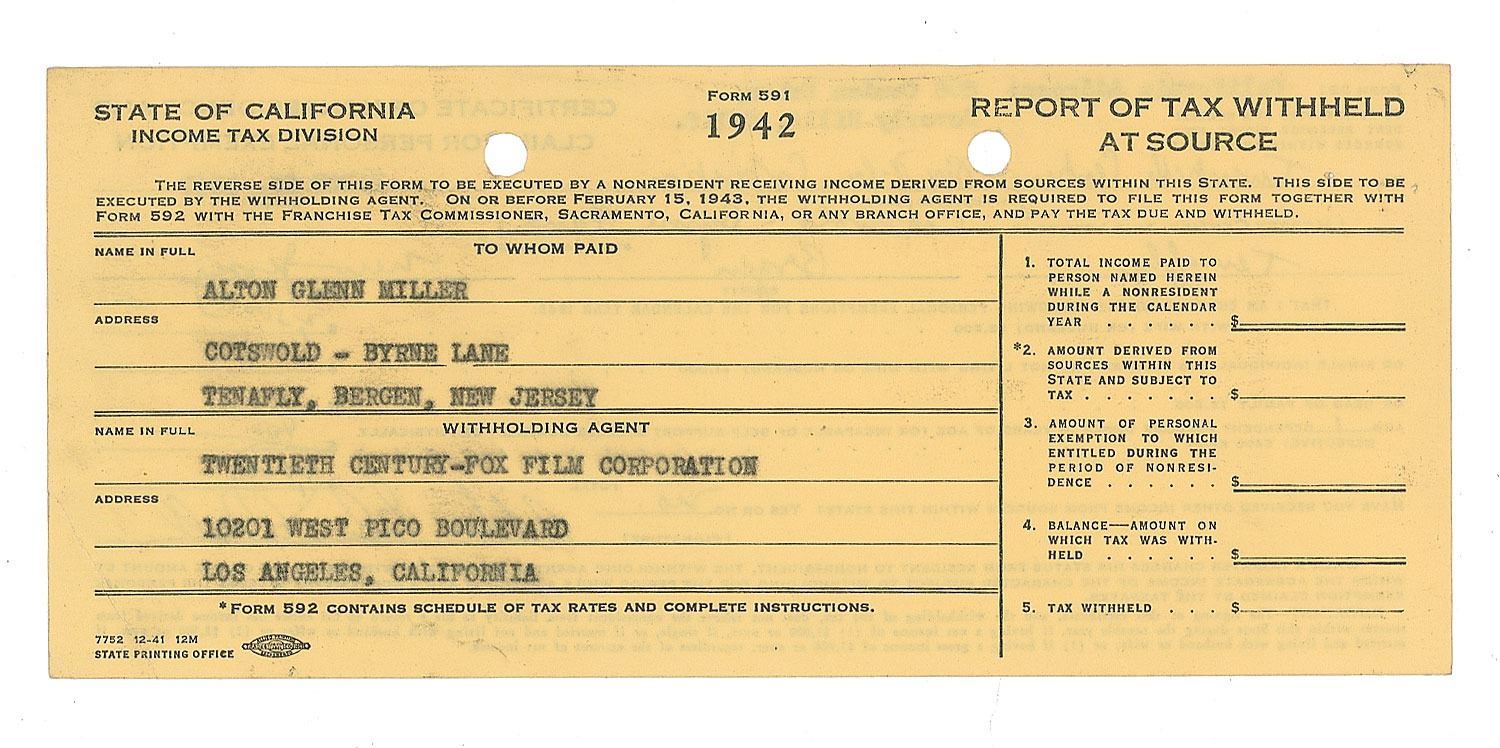 STATE OF CALIFORNIA
INCOME TAX DIVISION
FORM 591
1942
REPORT OF TAX WITHHELD
AT SOURCE
THE REVERSE SIDE OF THIS FORM TO BE EXECUTED BY A NONRESIDENT RECEIVING INCOME DERIVED FROM SOURCES WITHIN THIS STATE. THIS SIDE TO BE
EXECUTED BY THE WITHHOLDING AGENT. ON OR BEFORE FEBRUARY 15, 1943, THE WITHHOLDING AGENT IS REQUIRED TO FILE THIS FORM TOGETHER WITH
FORM 592 WITH THE FRANCHISE TAX COMMISSIONER, SACRAMENTO, CALIFORNIA, OR ANY BRANCH OFFICE, AND PAY THE TAX DUE AND WITHHELD.
NAME IN FULL TO WHOM PAID
ALTON GLENN MILLER
ADDRESS
COTSWOLD - BYRNE LANE
TENAFLY, BERGEN, NEW JERSEY
NAME IN FULL WITHHOLDING AGENT
TWENTIETH CENTURY-FOX FILM CORPORATION
ADDRESS
10201 WEST PICO BOULEVARD
LOS ANGELES, CALIFORNIA
*FORM 592 CONTAINS SCHEDULE OF TAX RATES AND COMPLETE INSTRUCTIONS.
7752 12-41 12M
STATE PRINTING OFFICE
1. TOTAL INCOME PAID TO
PERSON NAMED HEREIN
WHILE A NONRESIDENT
DURING THE CALENDAR
YEAR . . . . . . . $
*2. AMOUNT DERIVED FROM
SOURCES WITHIN THIS
STATE AND SUBJECT TO
TAX . . . . . . . $
3. AMOUNT OF PERSONAL
EXEMPTION TO WHICH
ENTITLED DURING THE
PERIOD OF NONRESI-
DENCE . . . . . . $
4. BALANCE—AMOUNT ON
WHICH TAX WAS WITH-
HELD . . . . . . $
5. TAX WITHHELD . . . $